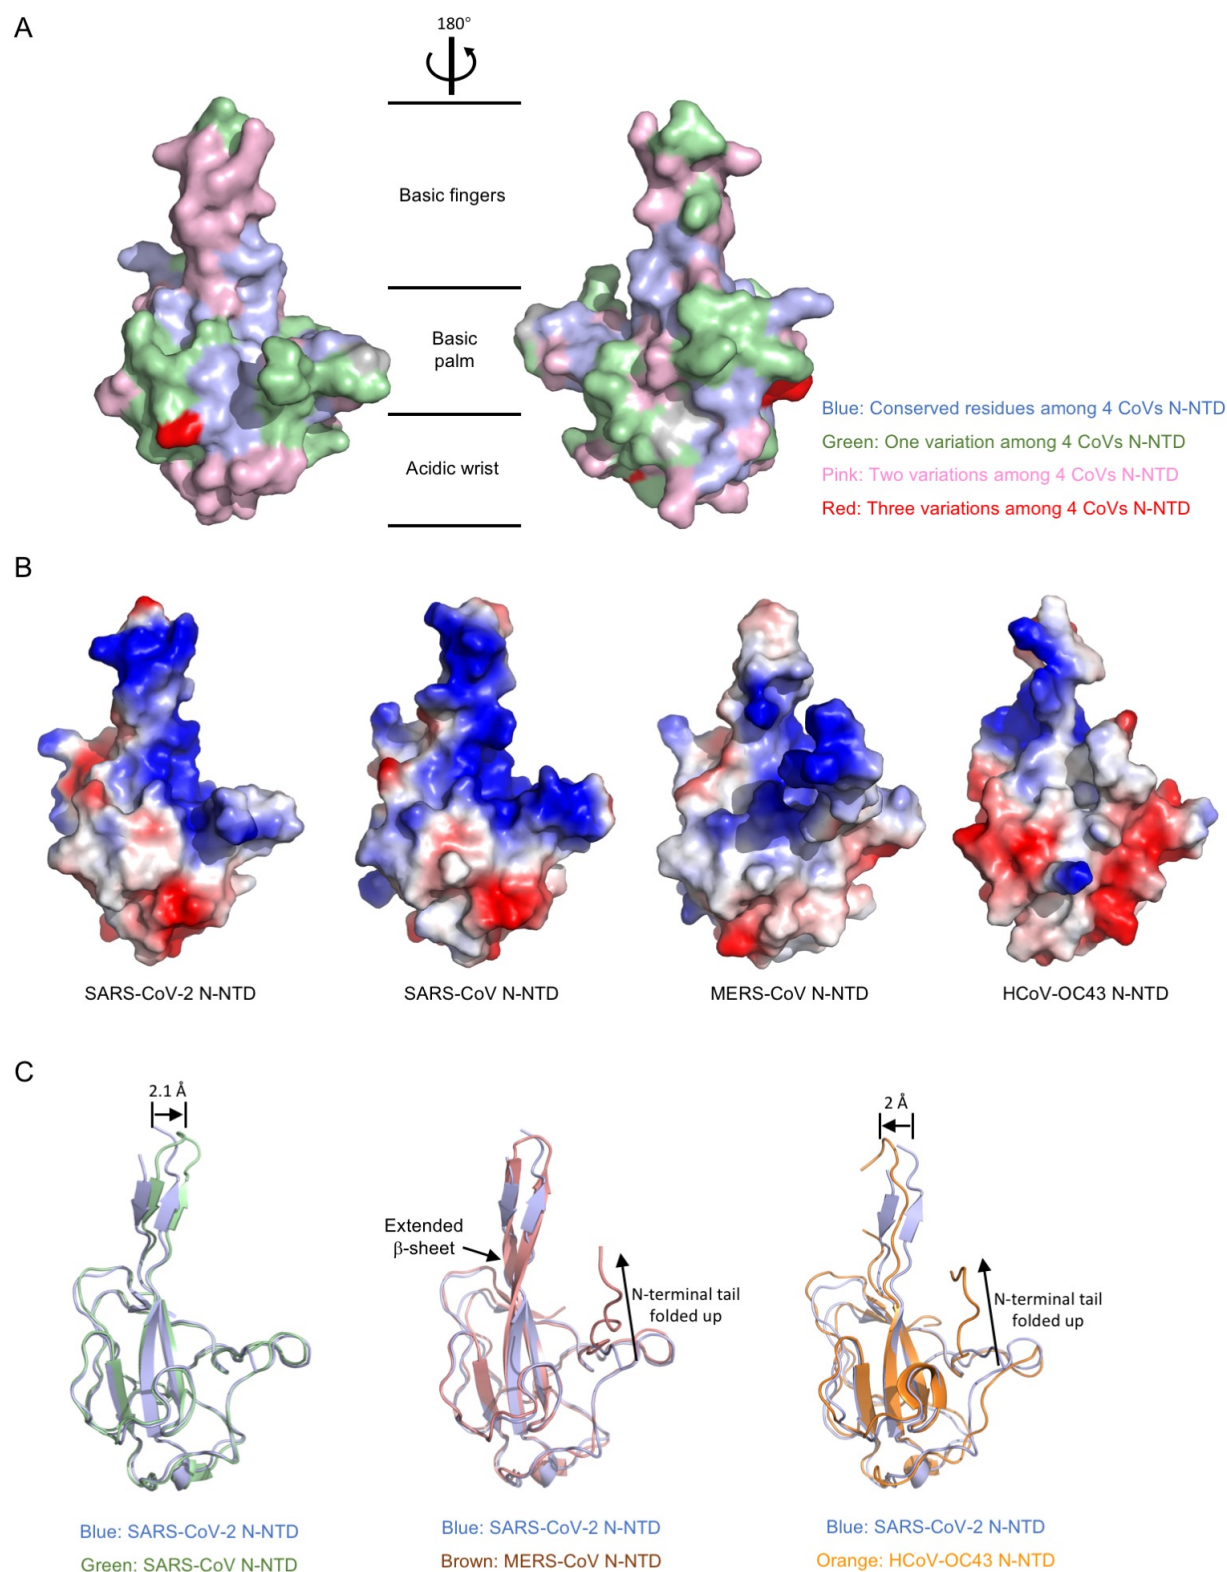 A
180°
Basic fingers
Basic
palm
Acidic wrist
Blue: Conserved residues among 4 CoVs N-NTD
Green: One variation among 4 CoVs N-NTD
Pink: Two variations among 4 CoVs N-NTD
Red: Three variations among 4 CoVs N-NTD
B
SARS-CoV-2 N-NTD
SARS-CoV N-NTD
MERS-CoV N-NTD
HCoV-OC43 N-NTD
C
2.1 Å
Extended
β-sheet
N-terminal tail
folded up
2 Å
N-terminal tail
folded up
Blue: SARS-CoV-2 N-NTD
Green: SARS-CoV N-NTD
Blue: SARS-CoV-2 N-NTD
Brown: MERS-CoV N-NTD
Blue: SARS-CoV-2 N-NTD
Orange: HCoV-OC43 N-NTD